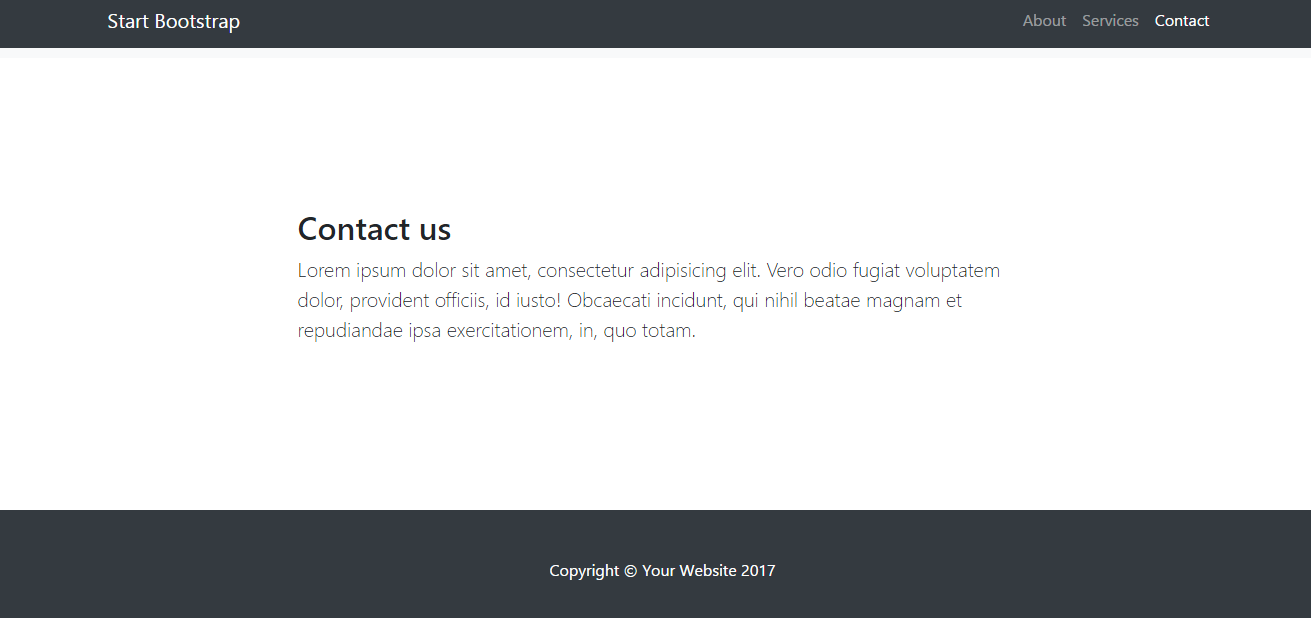 Start Bootstrap About Services Contact
Contact us
Lorem ipsum dolor sit amet, consectetur adipisicing elit. Vero odio fugiat voluptatem
dolor, provident officiis, id iusto! Obcaecati incidunt, qui nihil beatae magnam et
repudiandae ipsa exercitationem, in, quo totam.
Copyright © Your Website 2017